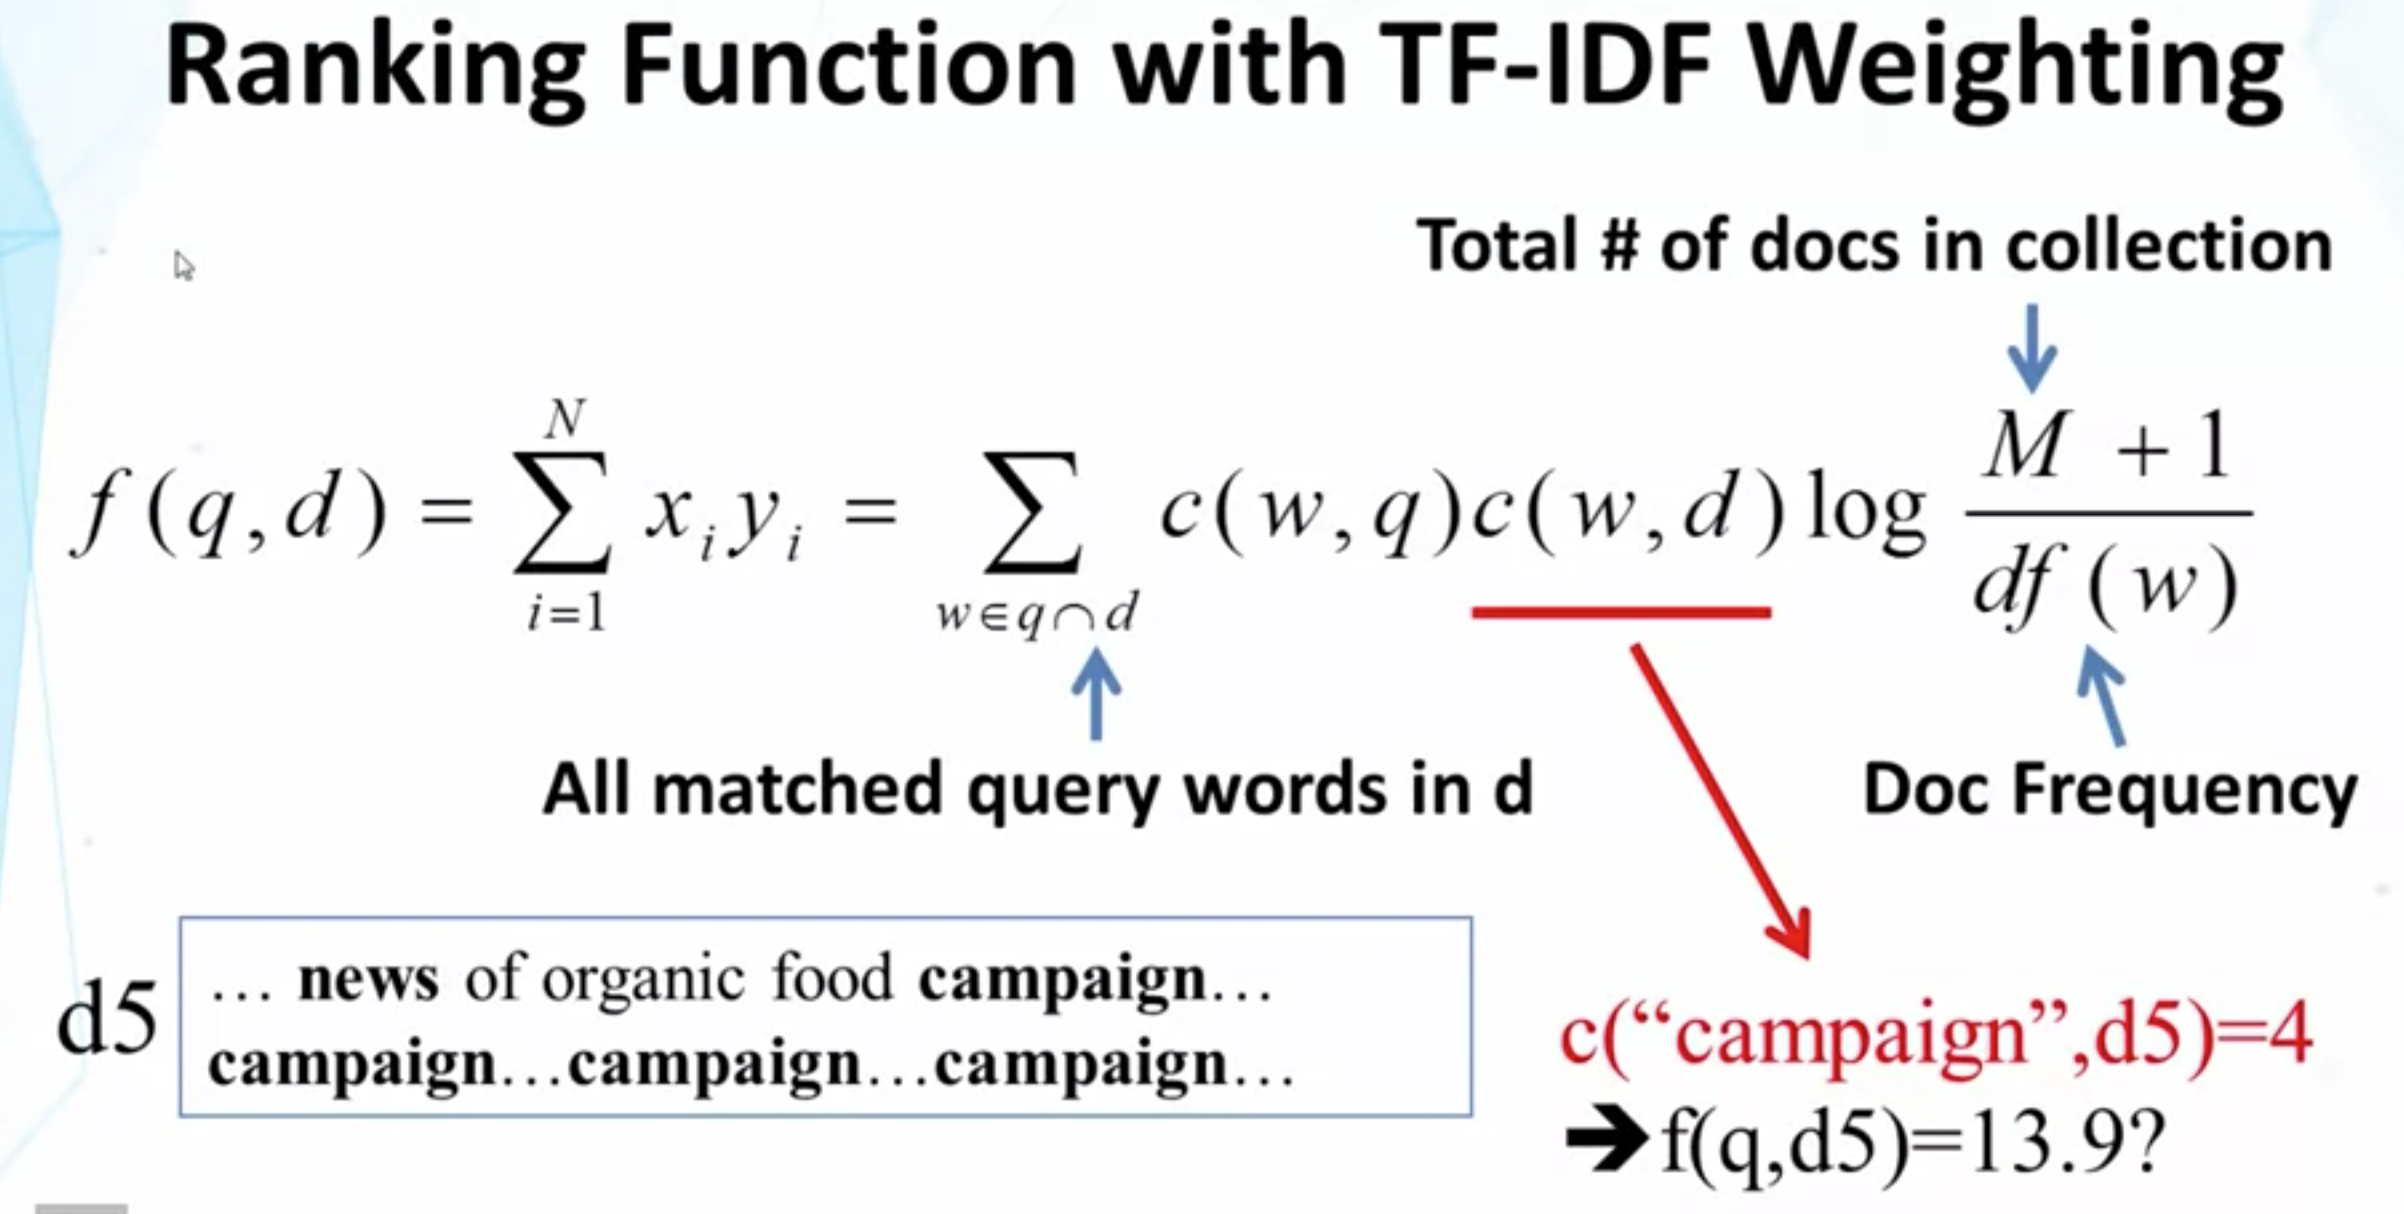 Ranking Function with TF-IDF Weighting
Total # of docs in collection
f(q,d) = \sum_{i=1}^{N} x_i y_i = \sum_{w∈q∩d} c(w,q)c(w,d) log \frac{M + 1}{df(w)}
All matched query words in d
Doc Frequency
d5
... news of organic food campaign...
campaign...campaign...campaign...
c(“campaign”,d5)=4
➔f(q,d5)=13.9?